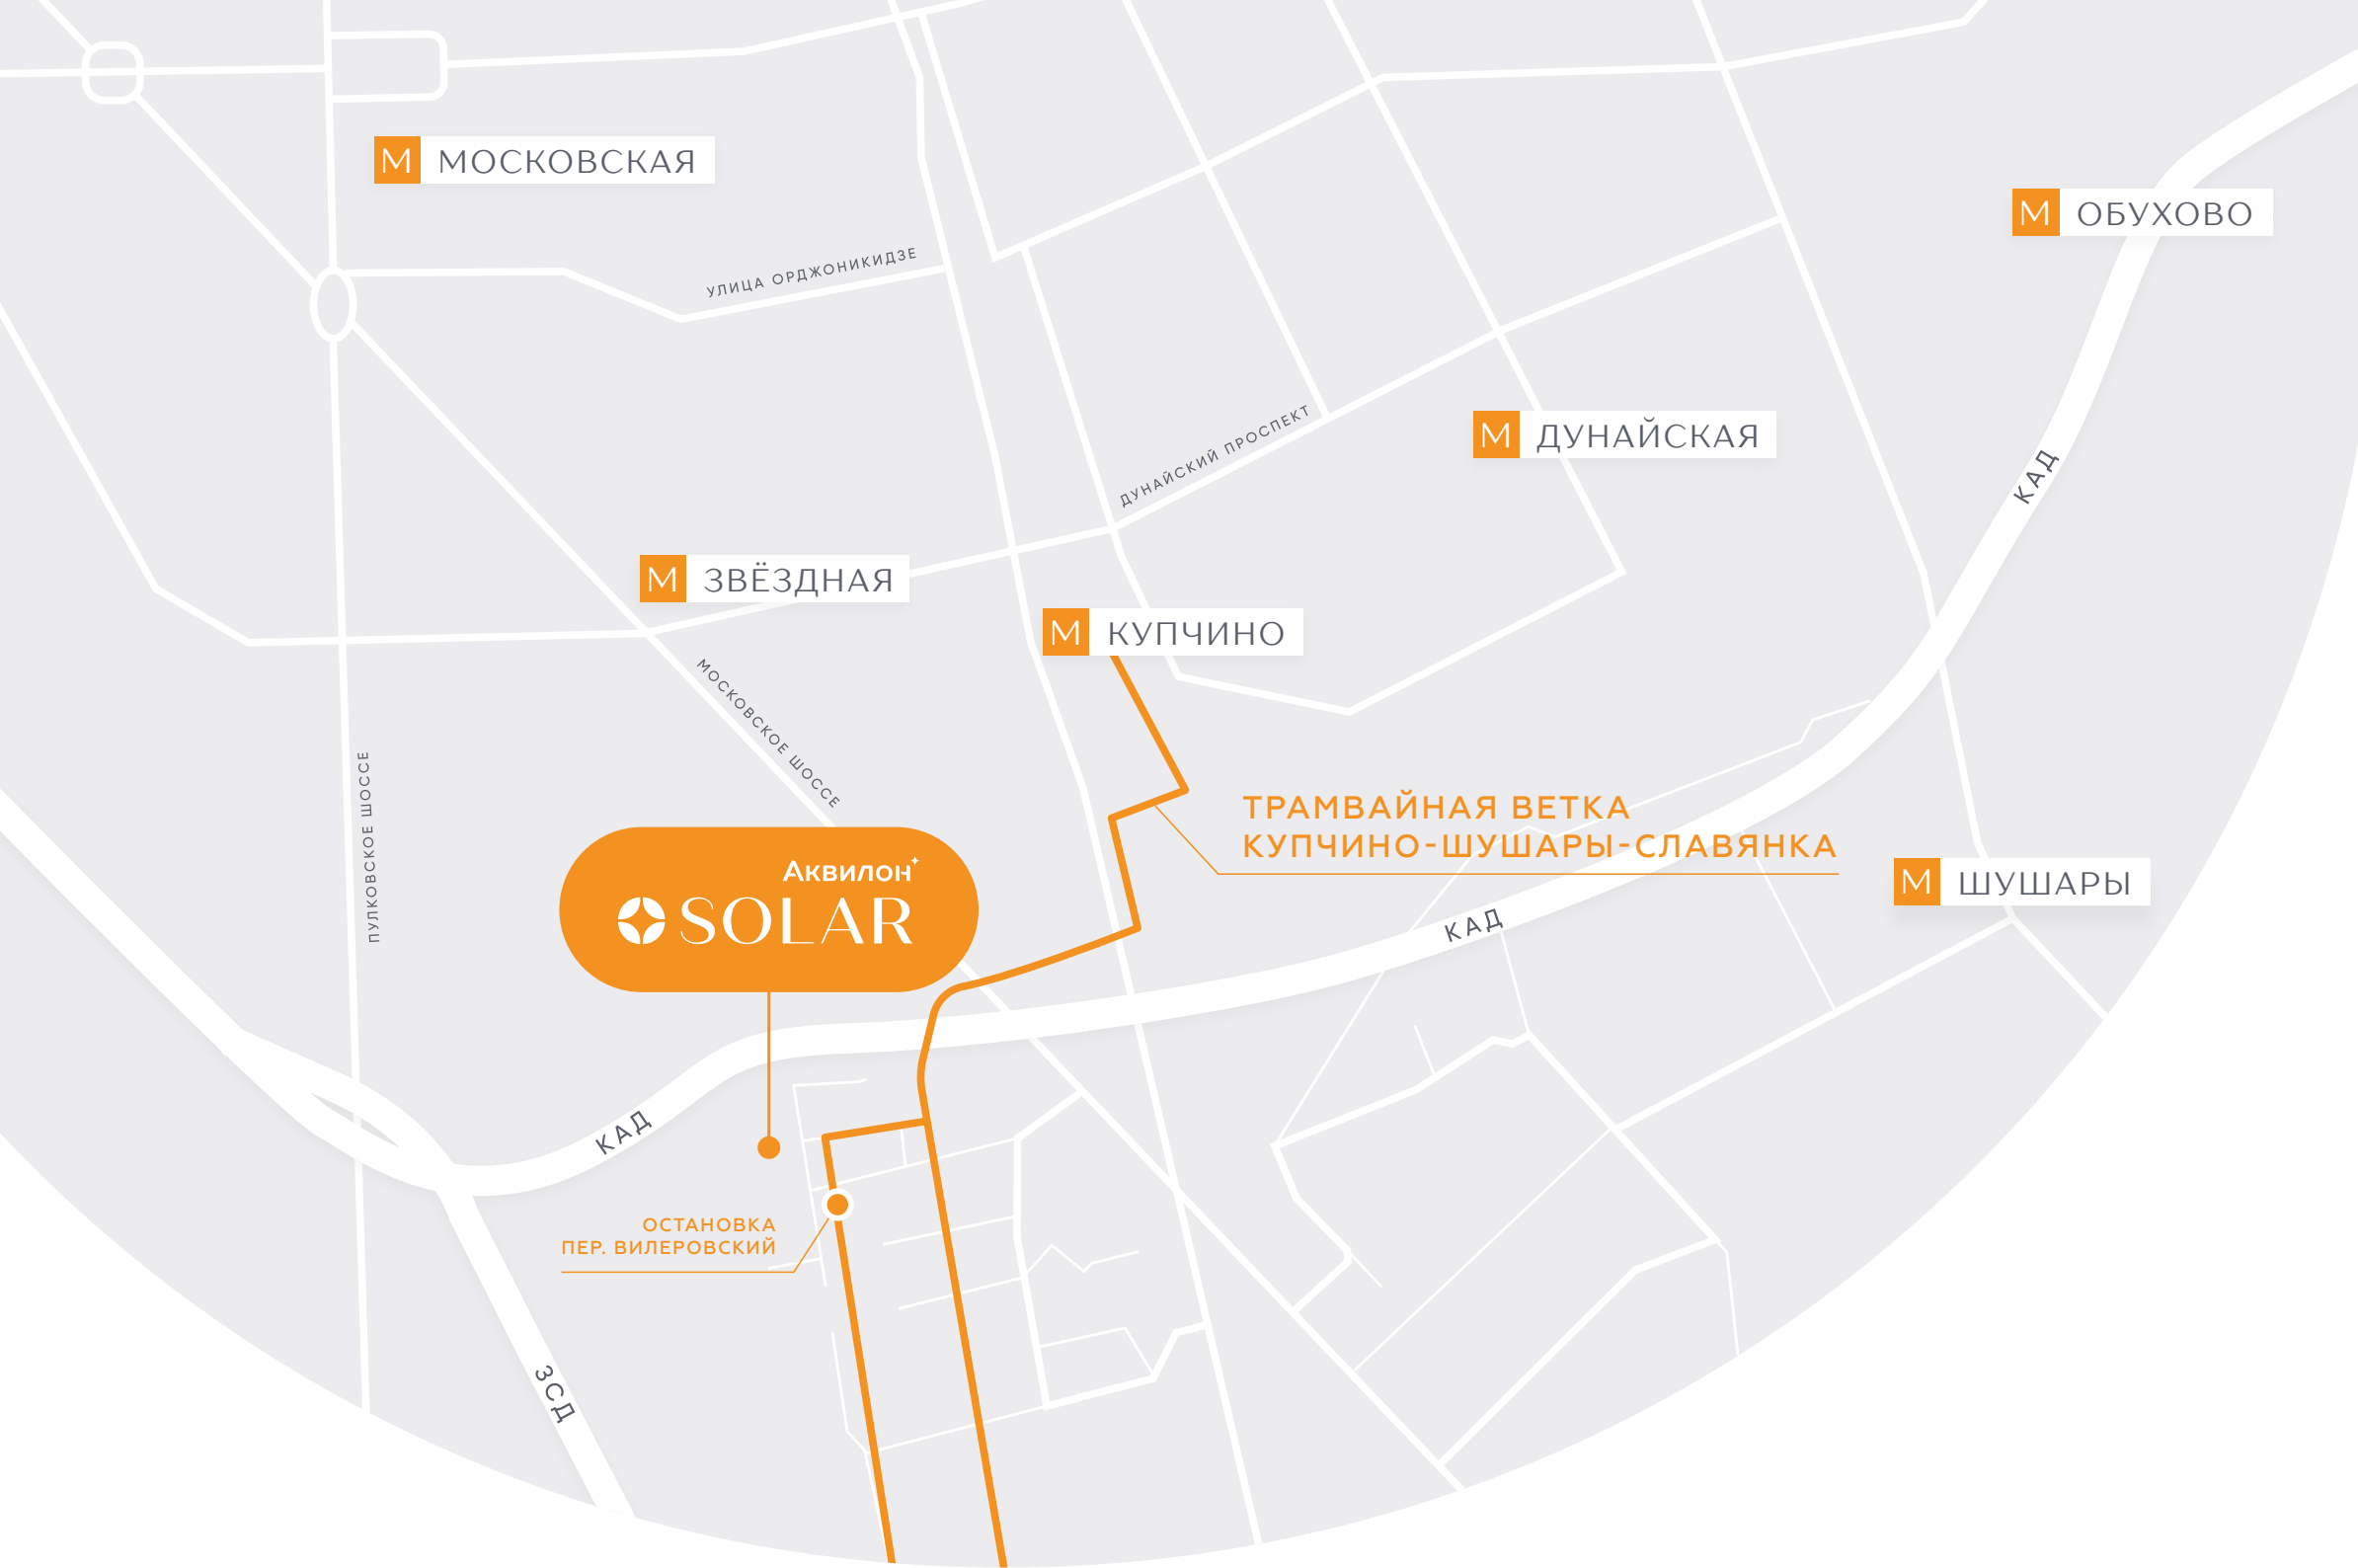 М МОСКОВСКАЯ
М ОБУХОВО
УЛИЦА ОРДЖОНИКИДЗЕ
ДУНАЙСКИЙ ПРОСПЕКТ
М ДУНАЙСКАЯ
КАД
М ЗВЁЗДНАЯ
М КУПЧИНО
МОСКОВСКОЕ ШОССЕ
ПУЛКОВСКОЕ ШОССЕ
ТРАМВАЙНАЯ ВЕТКА
КУПЧИНО-ШУШАРЫ-СЛАВЯНКА
Аквилон
SOLAR
М ШУШАРЫ
КАД
КАД
ОСТАНОВКА
ПЕР. ВИЛЕРОВСКИЙ
ЗСД